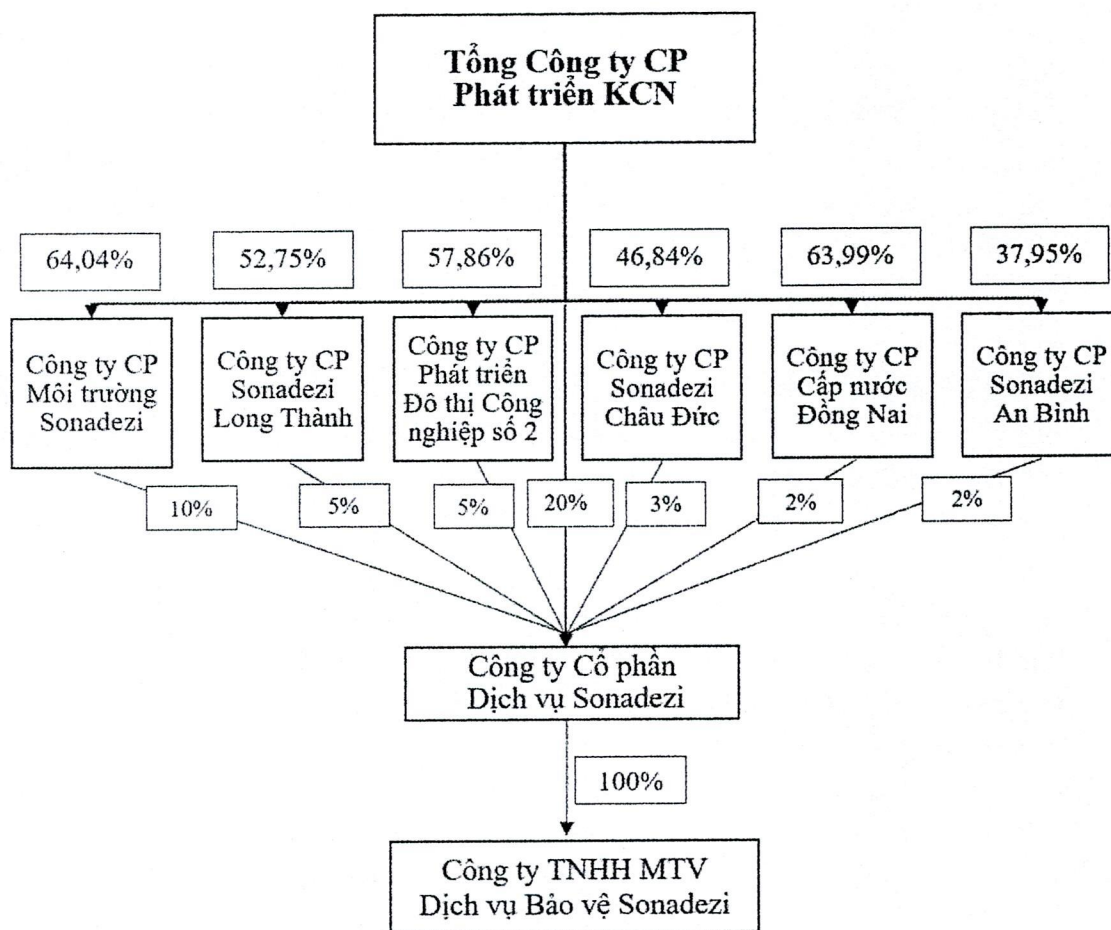 Tổng Công ty CP
Phát triển KCN
64,04%
52,75%
57,86%
46,84%
63,99%
37,95%
Công ty CP
Môi trường
Sonadezi
Công ty CP
Sonadezi
Long Thành
Công ty CP
Phát triển
Đô thị Công
nghiệp số 2
Công ty CP
Sonadezi
Châu Đức
Công ty CP
Cấp nước
Đồng Nai
Công ty CP
Sonadezi
An Bình
10%
5%
5%
20%
3%
2%
2%
Công ty Cổ phần
Dịch vụ Sonadezi
100%
Công ty TNHH MTV
Dịch vụ Bảo vệ Sonadezi